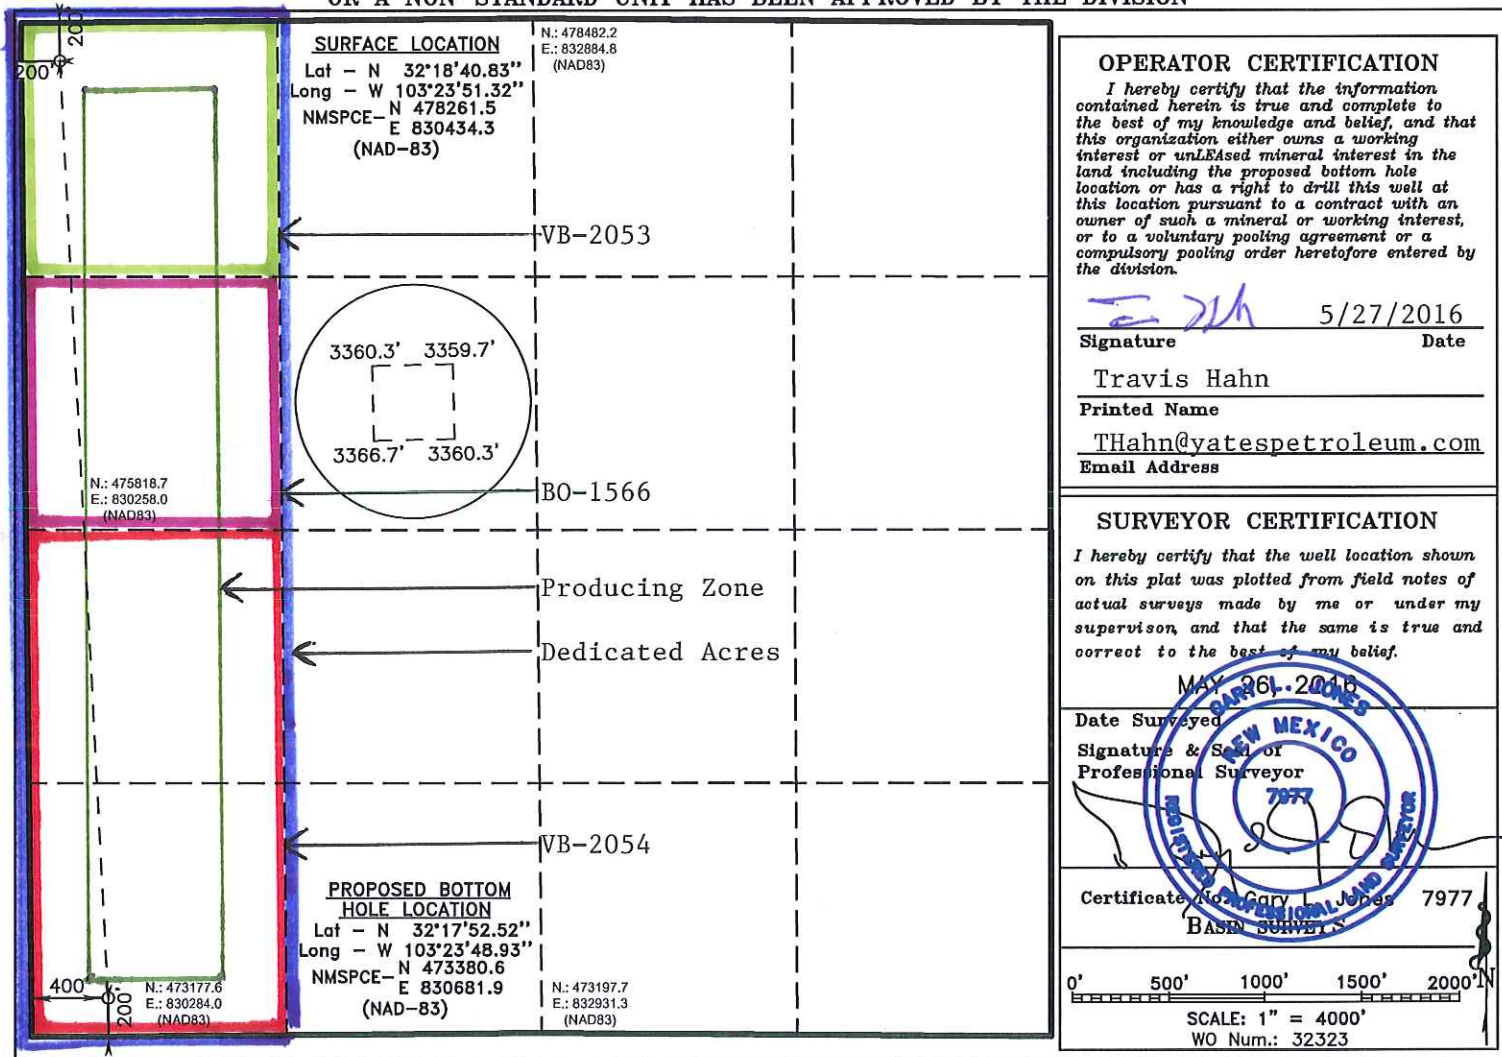 OR A NON-STANDARD UNIT HAS BEEN APPROVED BY THE DIVISION
200'
200'
SURFACE LOCATION
Lat - N 32°18'40.83"
Long - W 103°23'51.32"
NMSPCE- N 478261.5
E 830434.3
(NAD-83)
N.: 478482.2
E.: 832884.8
(NAD83)
VB-2053
3360.3' 3359.7'
3366.7' 3360.3'
N.: 475818.7
E.: 830258.0
(NAD83)
BO-1566
Producing Zone
Dedicated Acres
VB-2054
PROPOSED BOTTOM
HOLE LOCATION
Lat - N 32°17'52.52"
Long - W 103°23'48.93"
NMSPCE- N 473380.6
E 830681.9
(NAD-83)
400'
200'
N.: 473177.6
E.: 830284.0
(NAD83)
N.: 473197.7
E.: 832931.3
(NAD83)
OPERATOR CERTIFICATION
I hereby certify that the information
contained herein is true and complete to
the best of my knowledge and belief, and that
this organization either owns a working
interest or unLEAsed mineral interest in the
land including the proposed bottom hole
location or has a right to drill this well at
this location pursuant to a contract with an
owner of such a mineral or working interest,
or to a voluntary pooling agreement or a
compulsory pooling order heretofore entered by
the division.
5/27/2016
Signature Date
Travis Hahn
Printed Name
THahn@yatespetroleum.com
Email Address
SURVEYOR CERTIFICATION
I hereby certify that the well location shown
on this plat was plotted from field notes of
actual surveys made by me or under my
supervison, and that the same is true and
correct to the best of my belief.
MAY 26, 2016
Date Surveyed
Signature & Seal of
Professional Surveyor
GARY L. JONES
NEW MEXICO
7977
REGISTERED PROFESSIONAL LAND SURVEYOR
Certificate No. Gary L. Jones 7977
BASIN SURVEYS
0' 500' 1000' 1500' 2000'
N
SCALE: 1" = 4000'
WO Num.: 32323